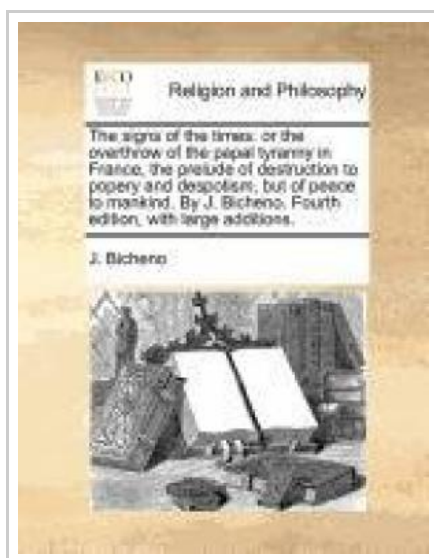 ECCO
Religion and Philosophy
The signs of the times: or the
overthrow of the papal tyranny in
France, the prelude of destruction to
popery and despotism, but of peace
to mankind. By J. Bicheno. Fourth
edition, with large additions.
J. Bicheno